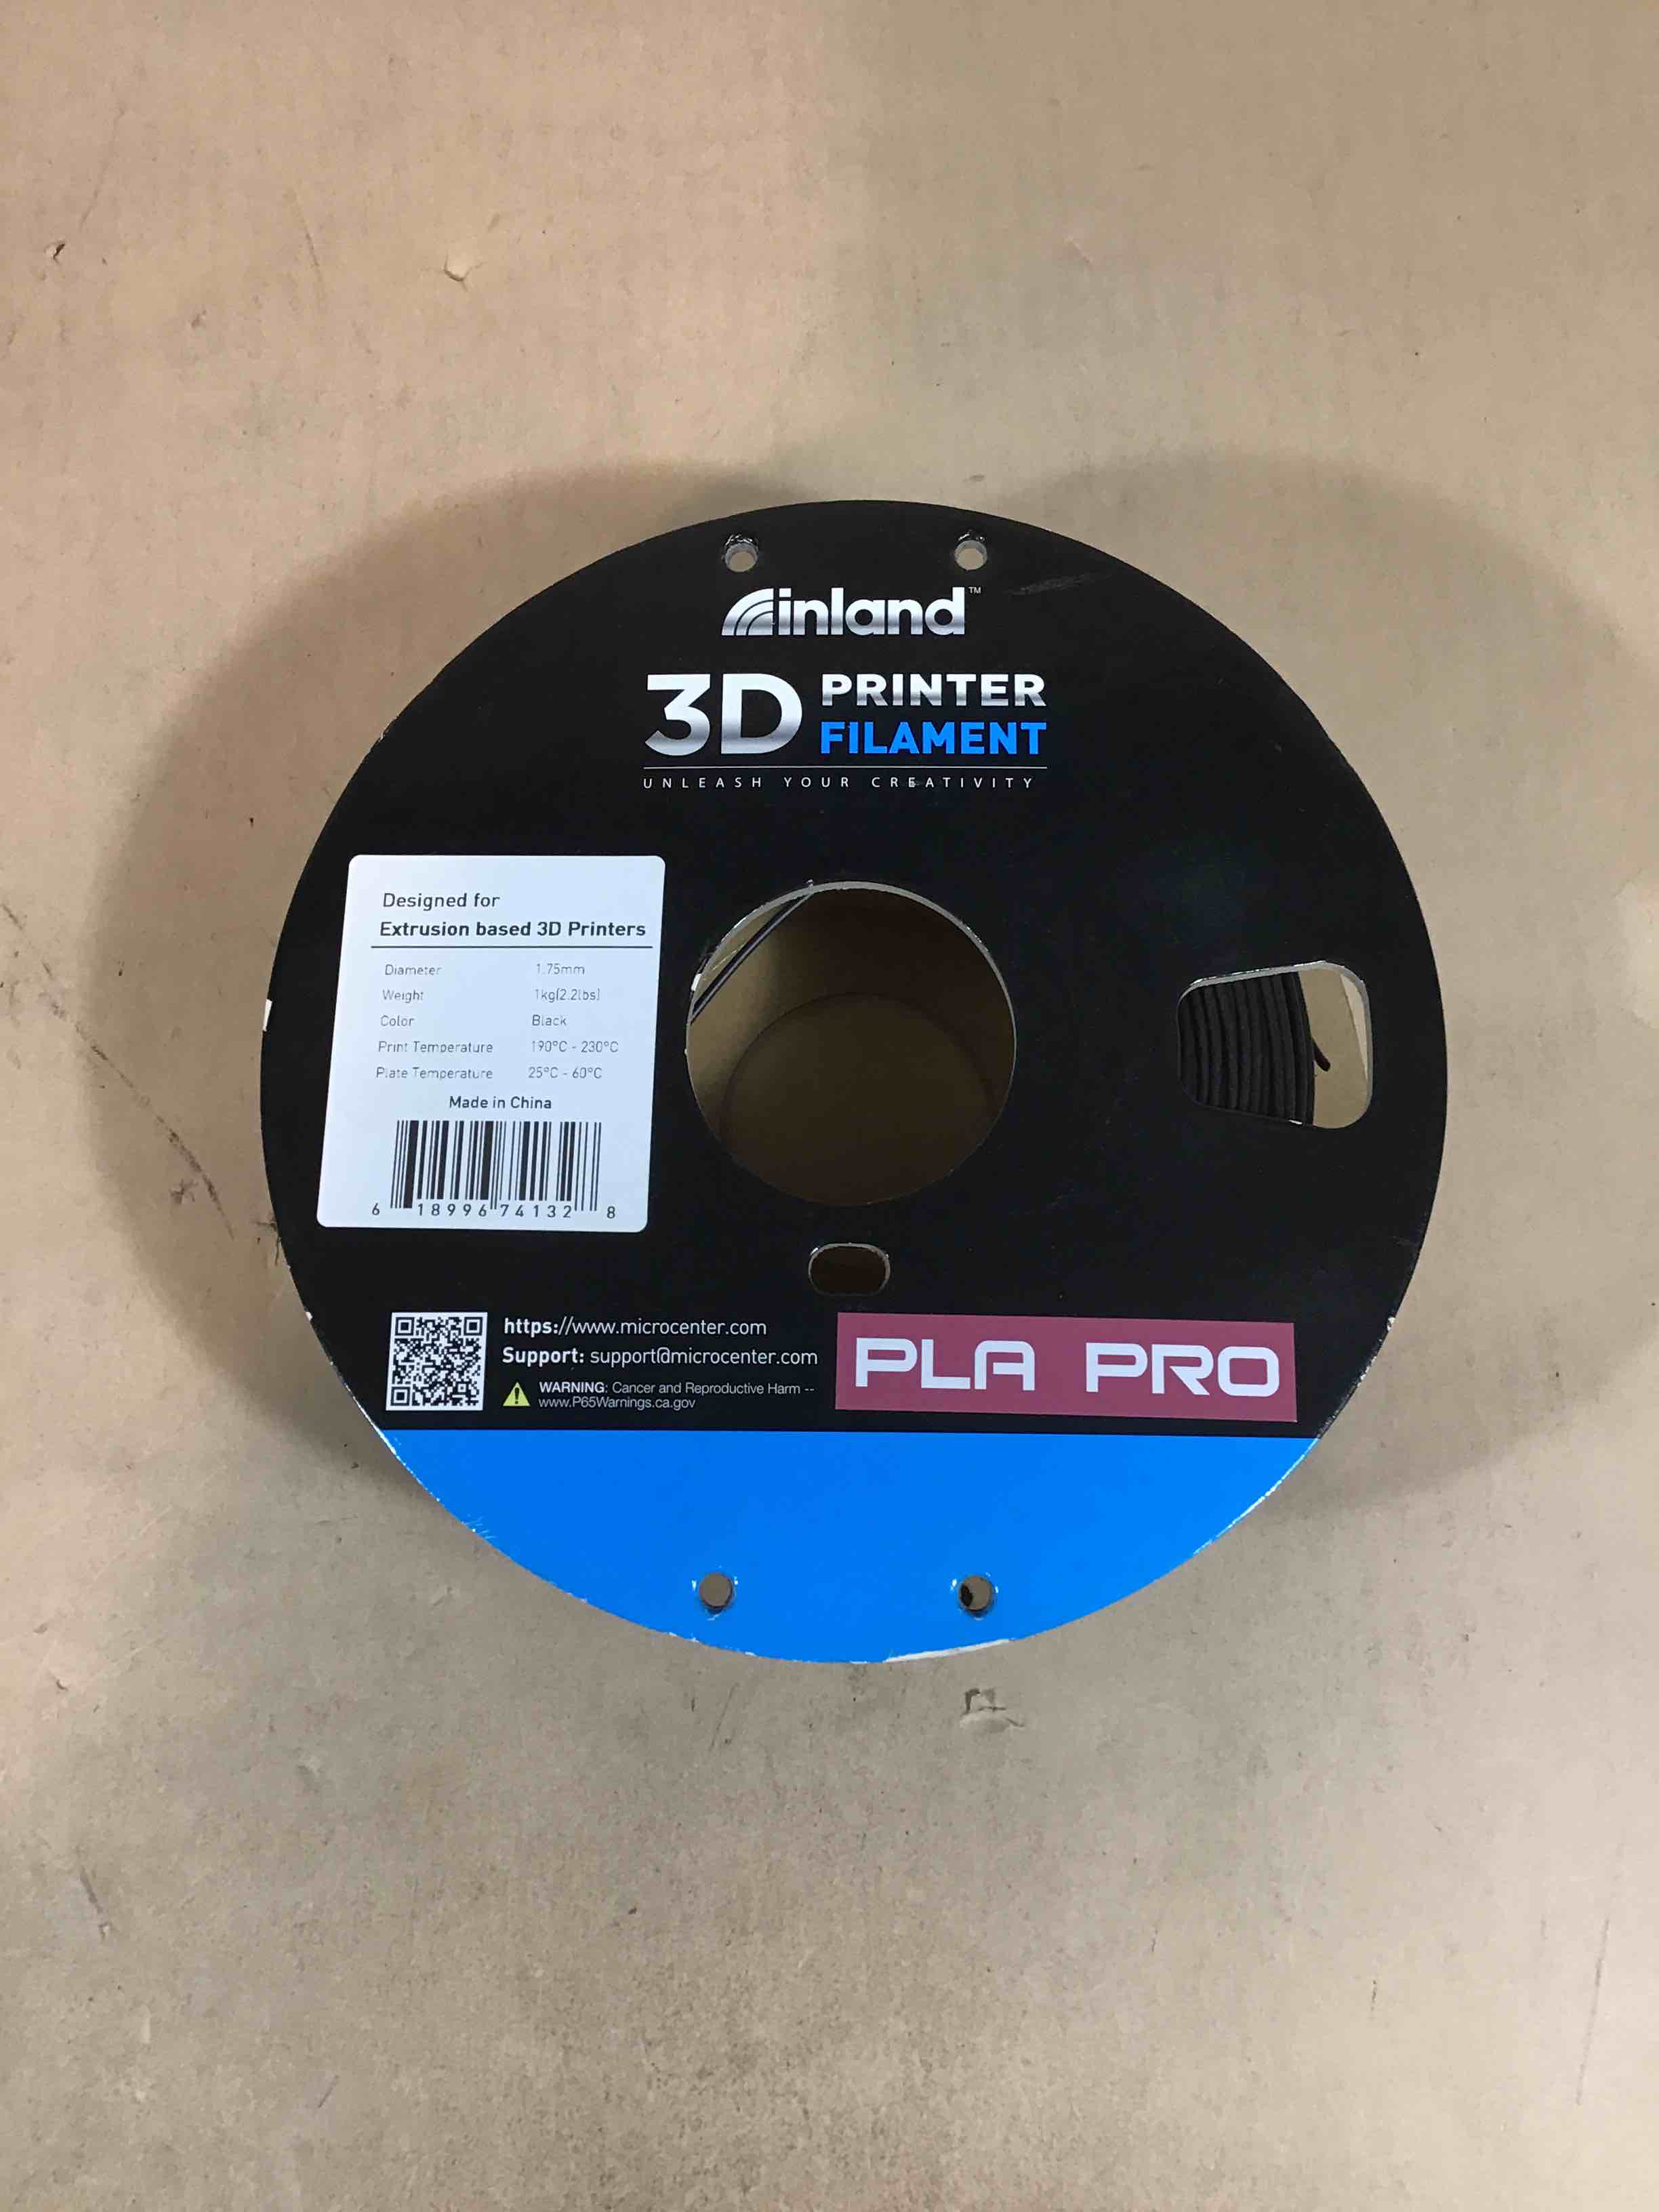 inland™
3D PRINTER
FILAMENT
UNLEASH YOUR CREATIVITY
Designed for
Extrusion based 3D Printers
Diameter 1.75mm
Weight 1kg(2.2lbs)
Color Black
Print Temperature 190°C - 230°C
Plate Temperature 25°C - 60°C
Made in China
6 18996 74132 8
https://www.microcenter.com
Support: support@microcenter.com
WARNING: Cancer and Reproductive Harm --
www.P65Warnings.ca.gov
PLA PRO